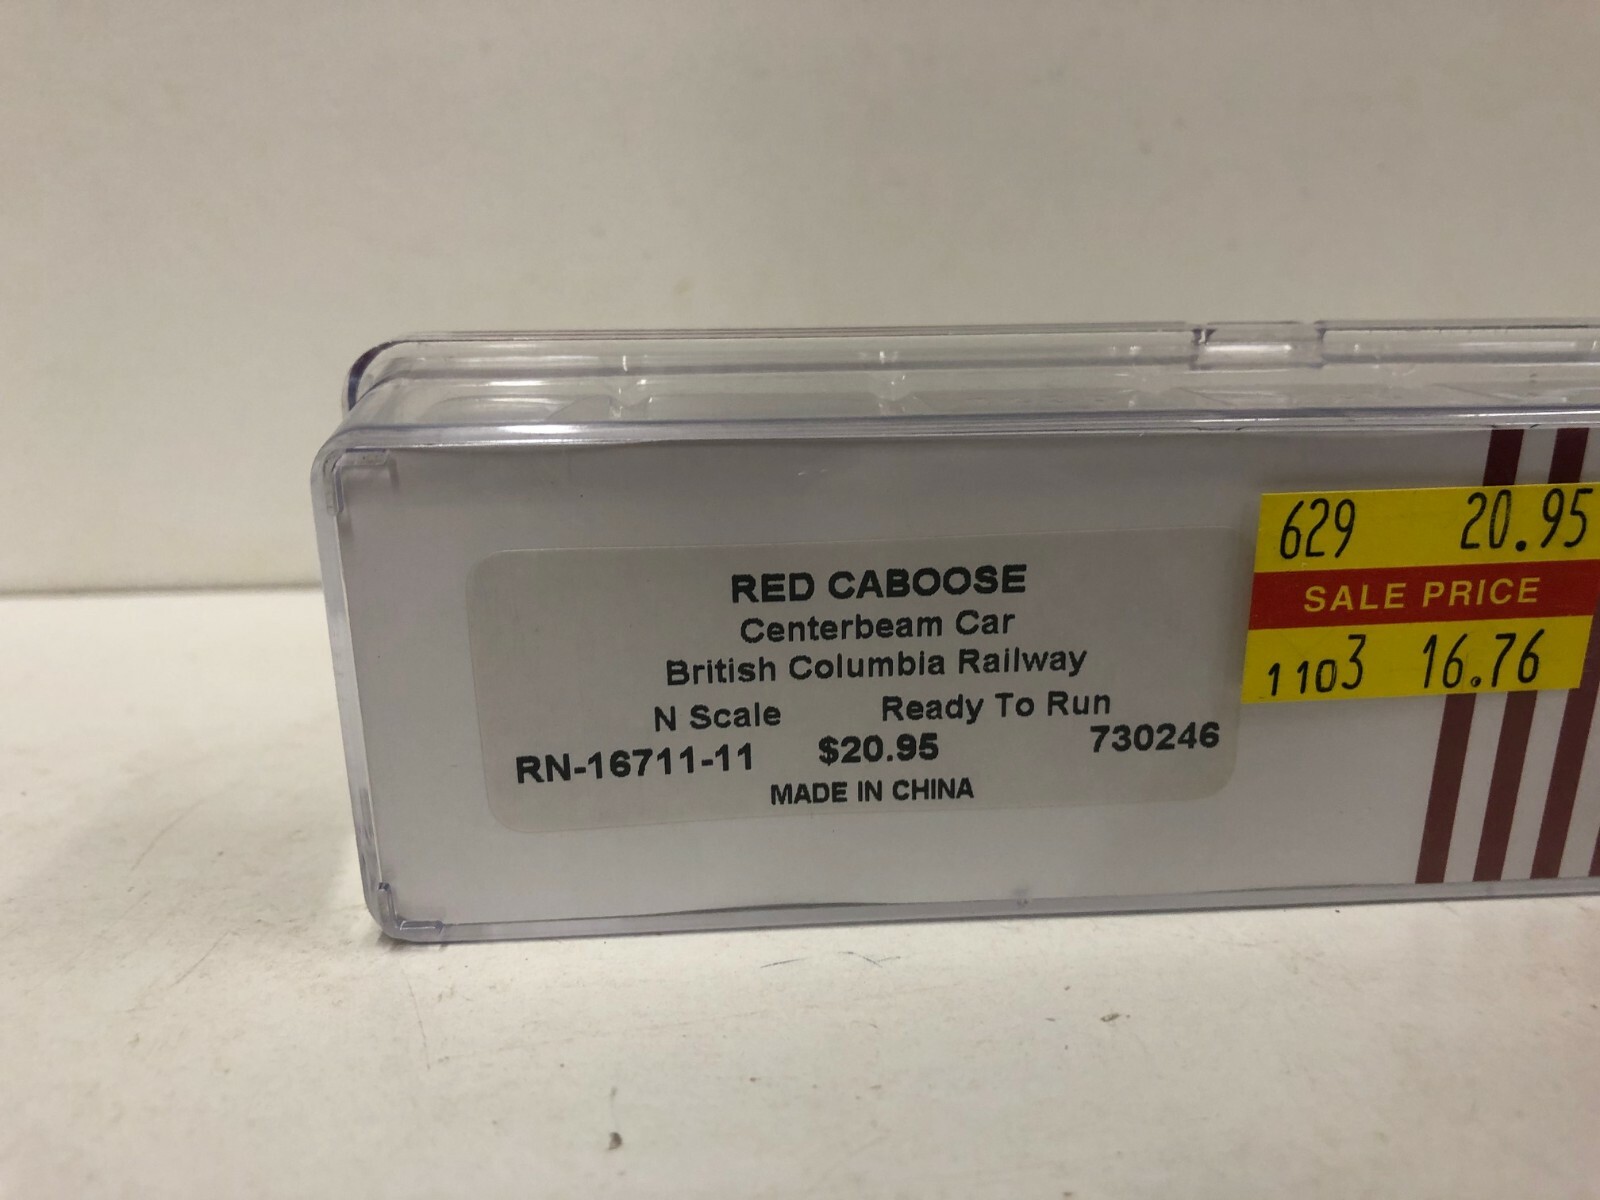 RED CABOOSE
Centerbeam Car
British Columbia Railway
N Scale Ready To Run
RN-16711-11 $20.95 730246
MADE IN CHINA
629 20.95
SALE PRICE
1103 16.76